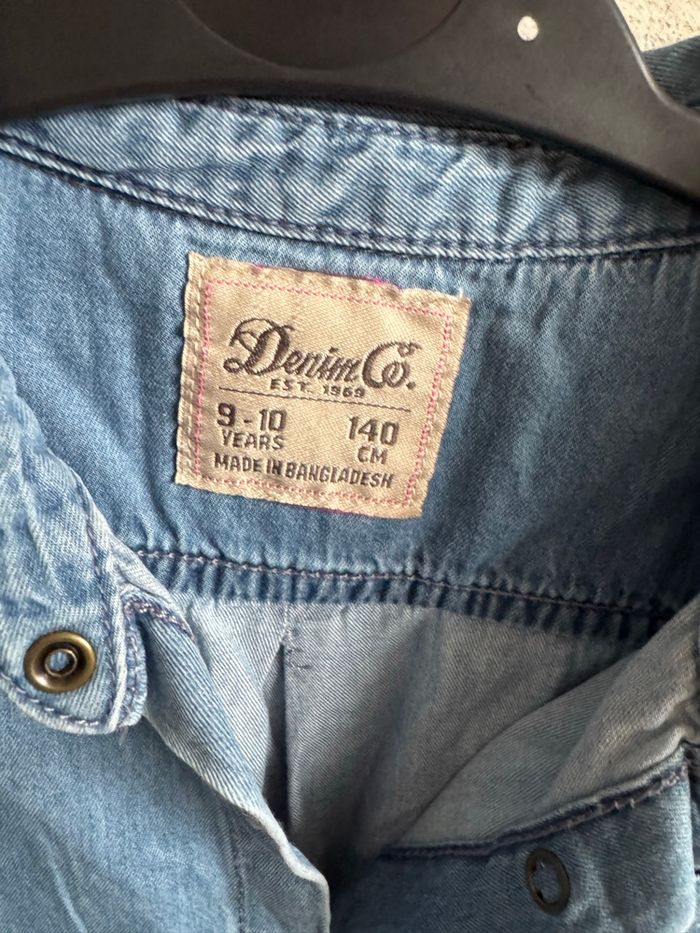 Denim Co.
EST. 1969
9-10 140
YEARS CM
MADE IN BANGLADESH